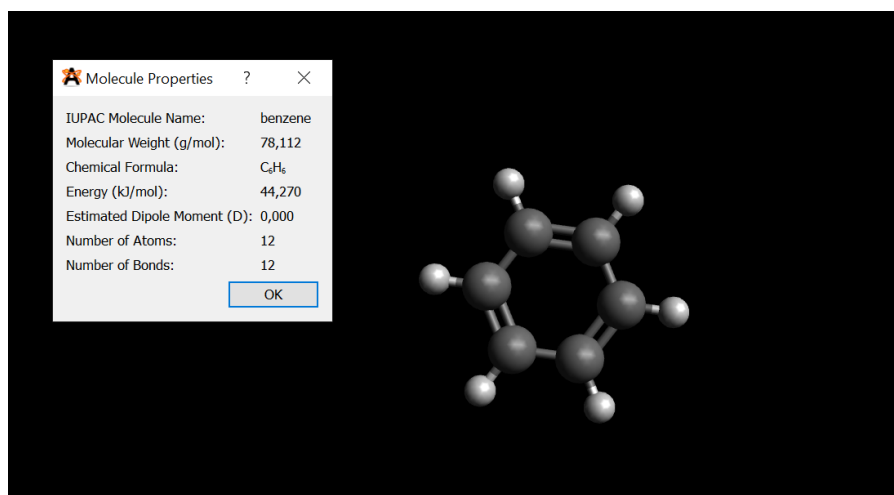 Molecule Properties ?
IUPAC Molecule Name: benzene
Molecular Weight (g/mol): 78,112
Chemical Formula: C₆H₆
Energy (kJ/mol): 44,270
Estimated Dipole Moment (D): 0,000
Number of Atoms: 12
Number of Bonds: 12
OK